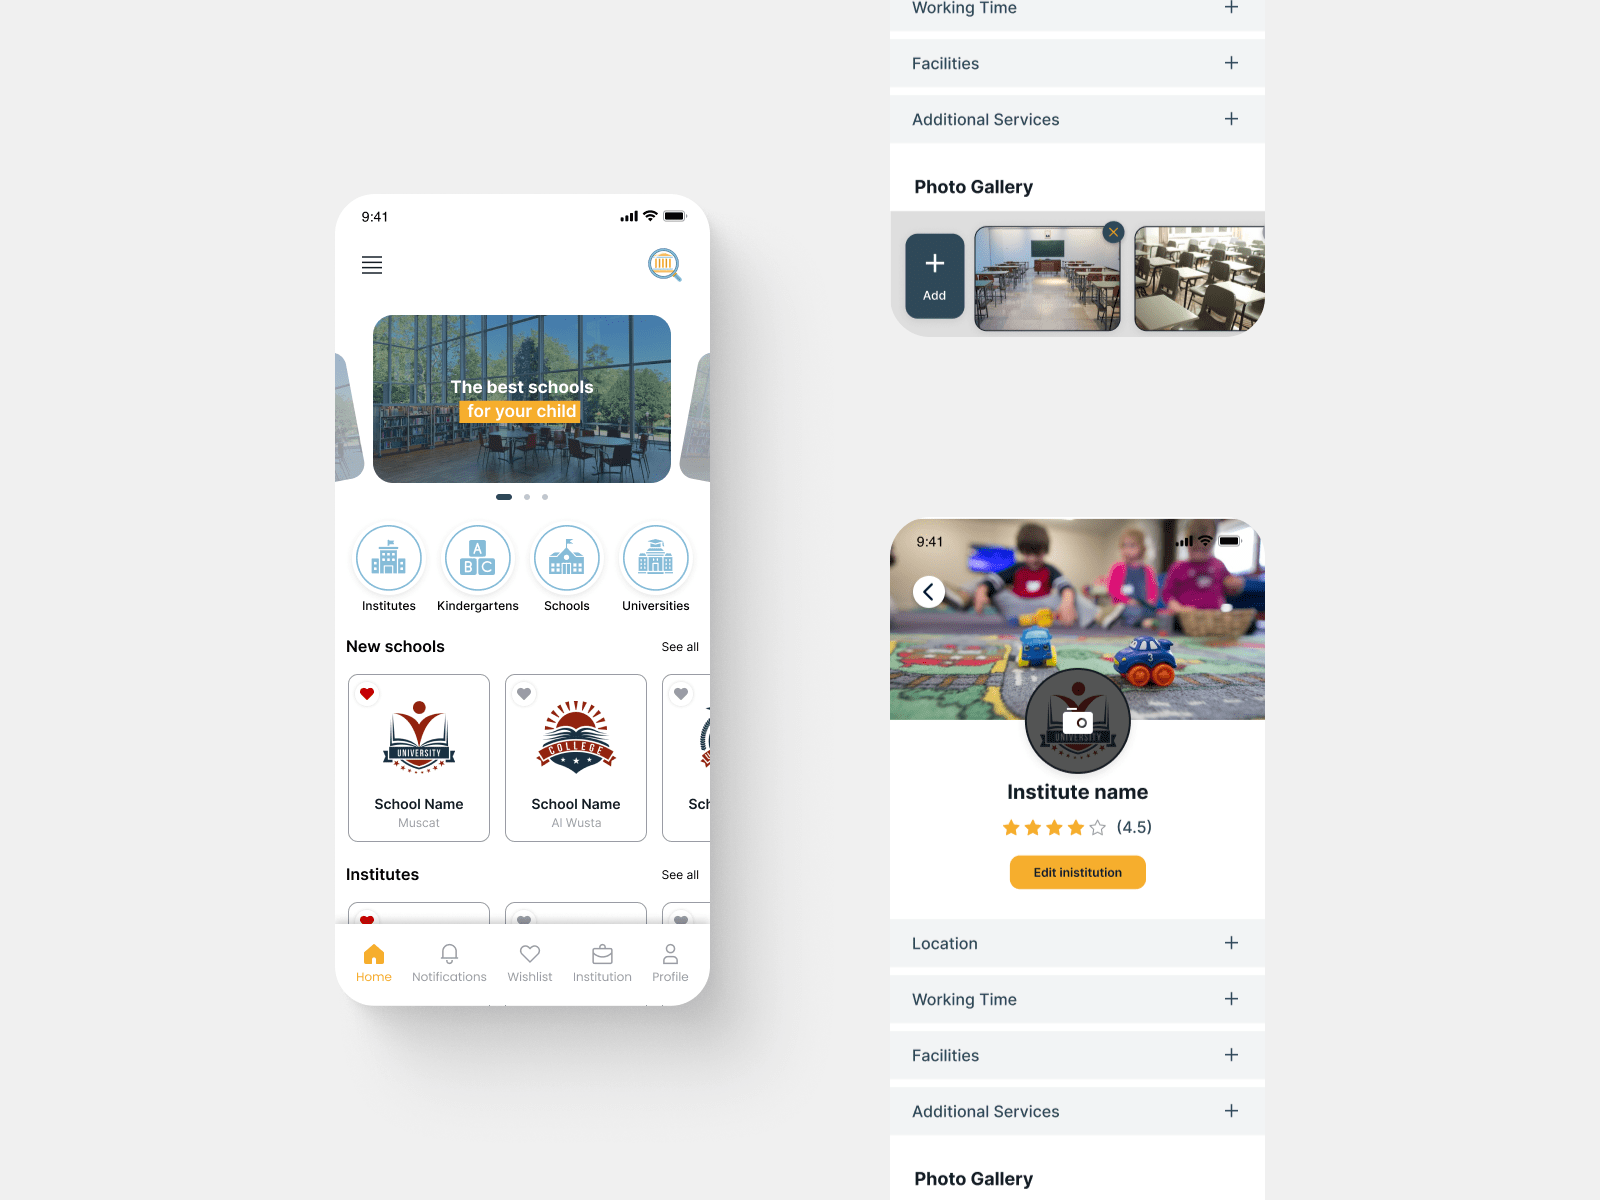 9:41
The best schools
for your child
Institutes
Kindergartens
Schools
Universities
A
B C
New schools
See all
UNIVERSITY
COLLEGE
School Name
School Name
Sch
Muscat
Al Wusta
Institutes
See all
Home
Notifications
Wishlist
Institution
Profile
Working Time
Facilities
Additional Services
Photo Gallery
Add
9:41
3
UNIVERSITY
Institute name
(4.5)
Edit inistitution
Location
Working Time
Facilities
Additional Services
Photo Gallery